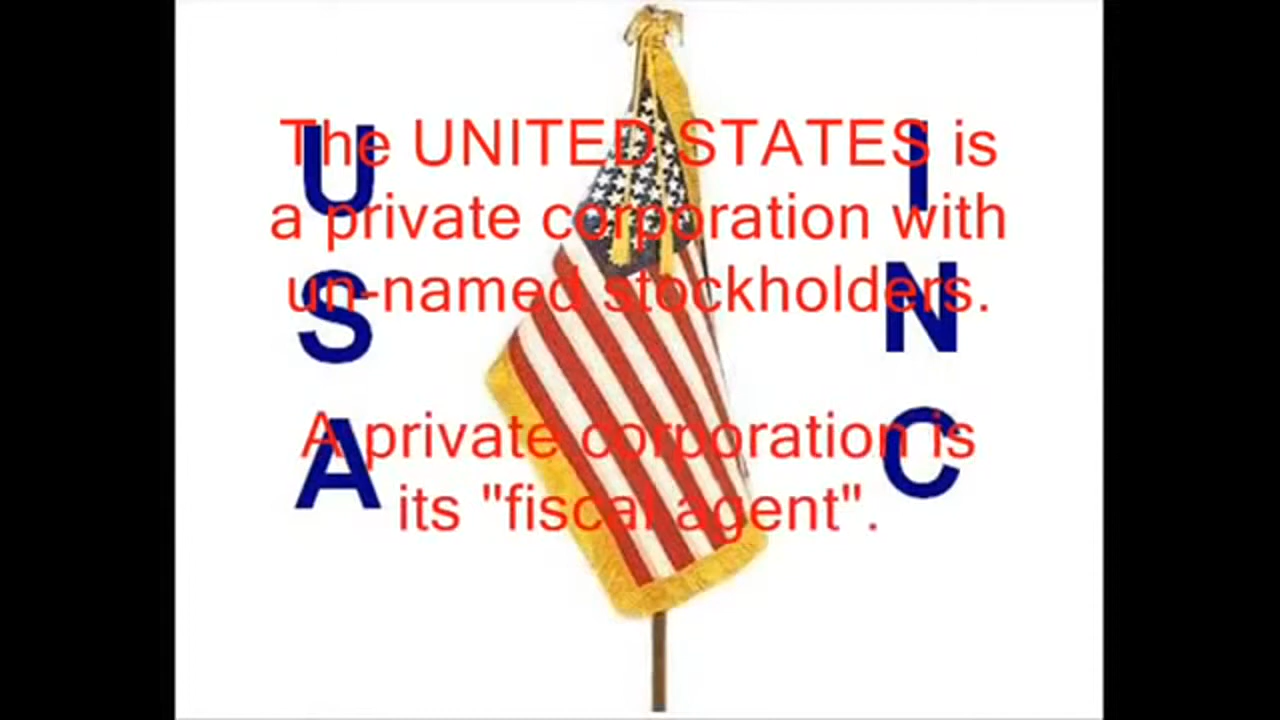 The UNITED STATES is
a private corporation with
un-named stockholders.
A private corporation is
its "fiscal agent".
U
S
A
I
N
C